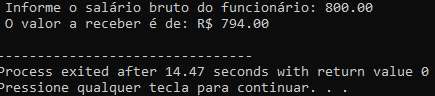 Informe o salário bruto do funcionário: 800.00
O valor a receber é de: R$ 794.00
--------------------------------
Process exited after 14.47 seconds with return value 0
Pressione qualquer tecla para continuar. . .